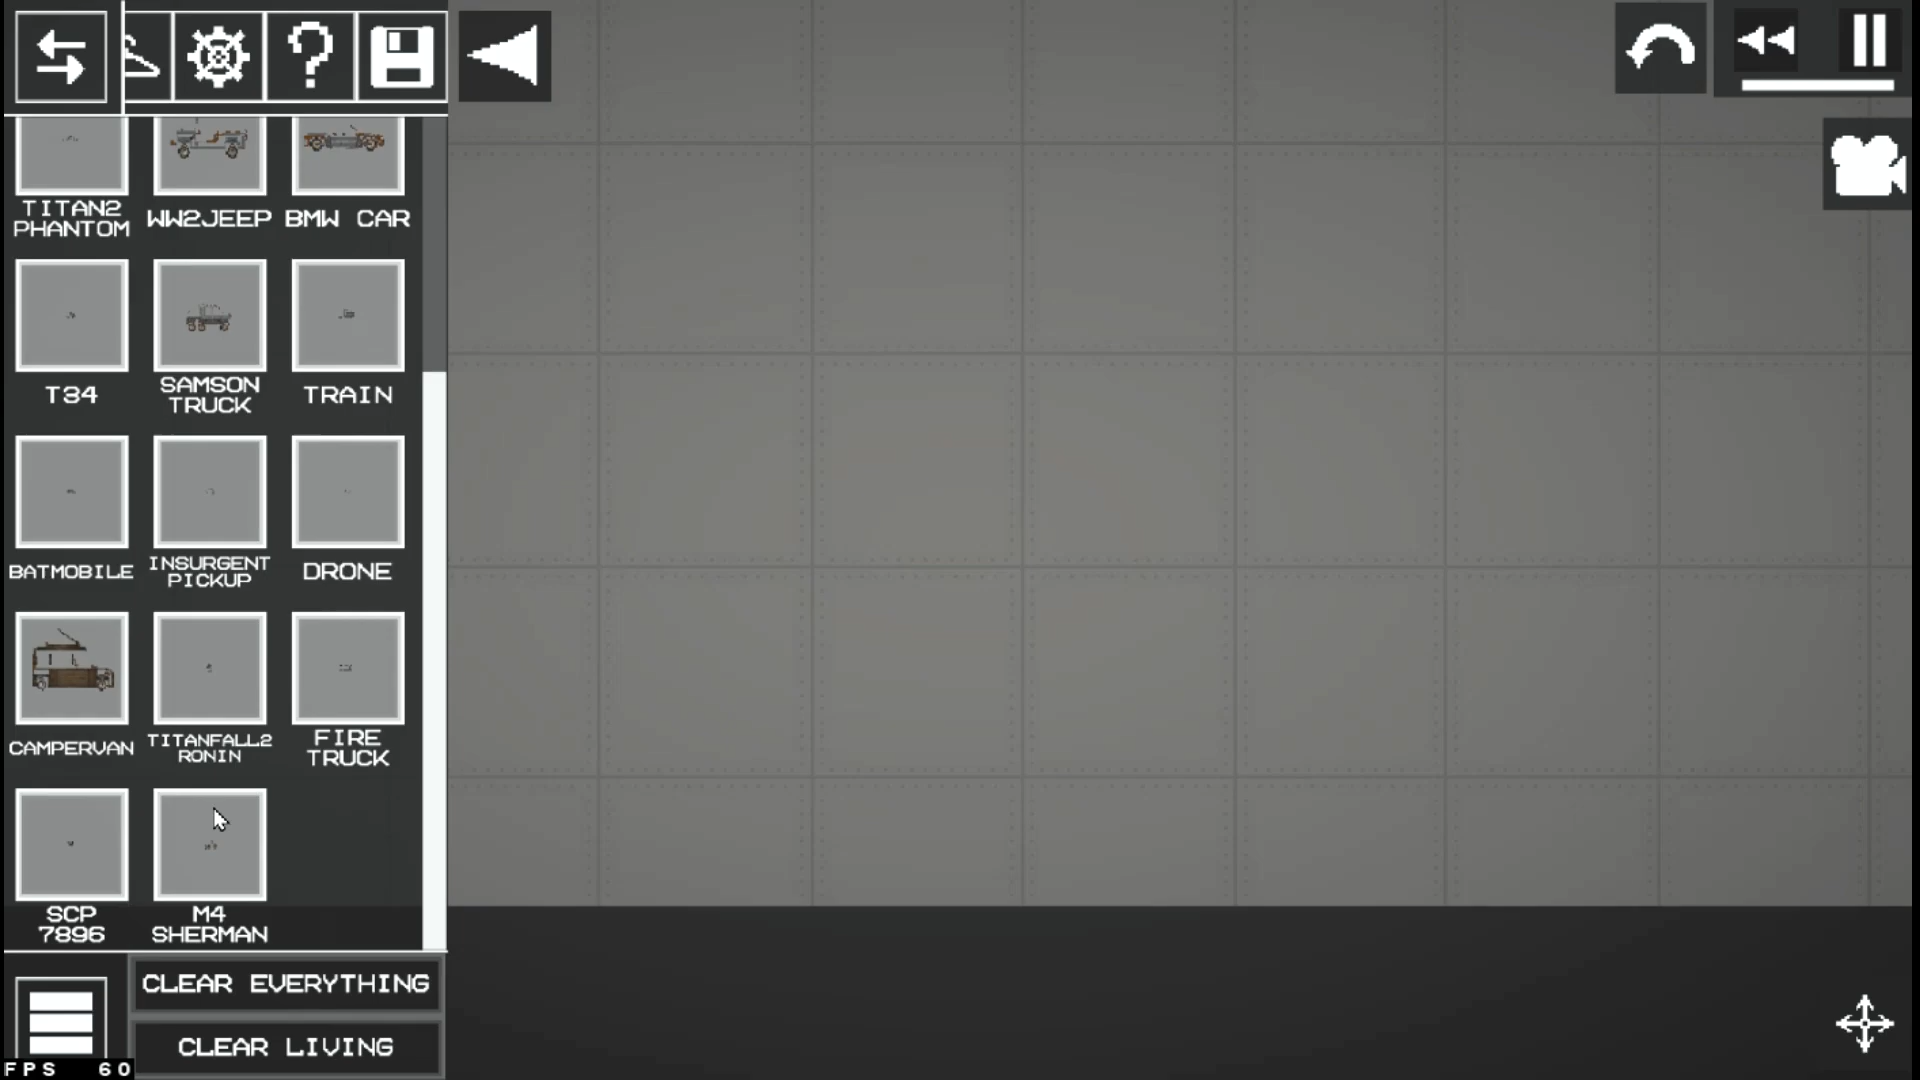 TITAN2
PHANTOM
WW2JEEP
BMW CAR
T34
SAMSON
TRUCK
TRAIN
BATMOBILE
INSURGENT
PICKUP
DRONE
CAMPERVAN
TITANFALL2
RONIN
FIRE
TRUCK
SCP
7896
M4
SHERMAN
CLEAR EVERYTHING
CLEAR LIVING
FPS 60